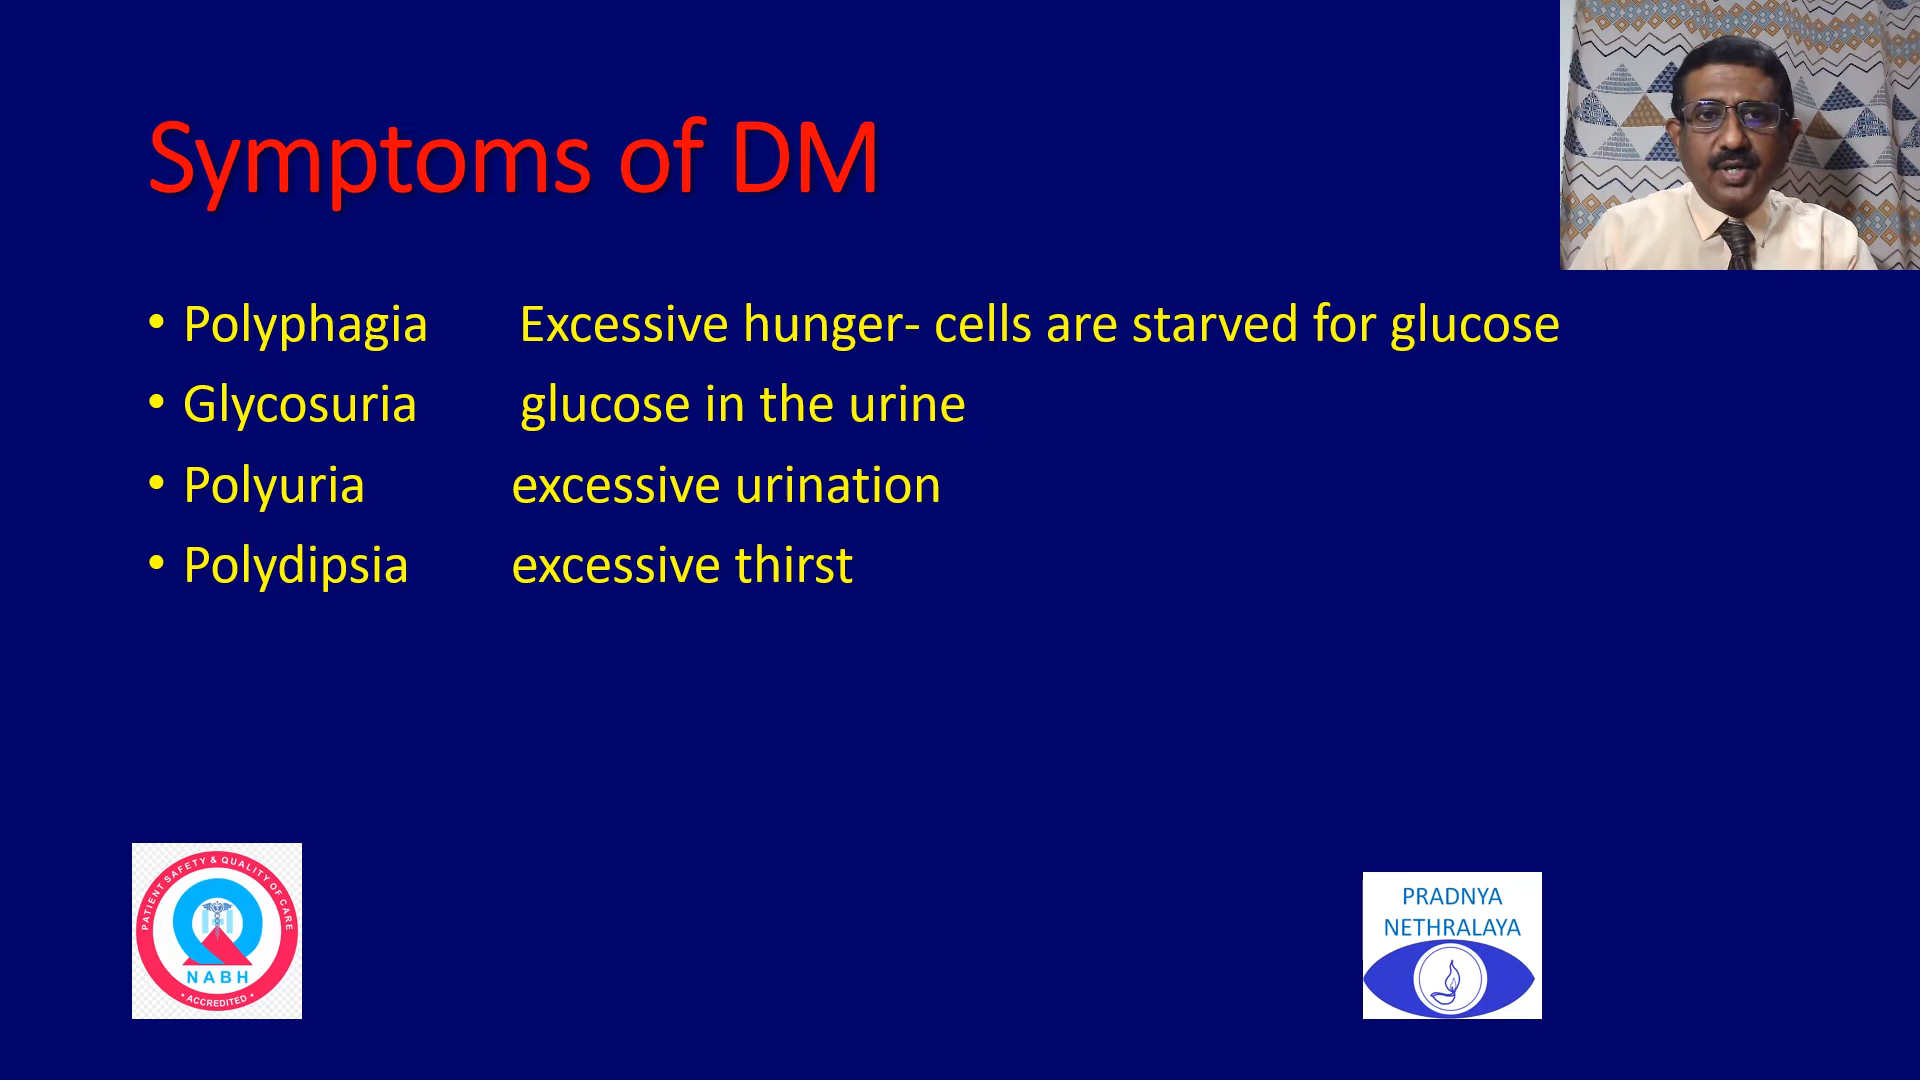 Symptoms of DM
• Polyphagia Excessive hunger- cells are starved for glucose
• Glycosuria glucose in the urine
• Polyuria excessive urination
• Polydipsia excessive thirst
PATIENT SAFETY & QUALITY OF CARE
NABH
• ACCREDITED •
PRADNYA
NETHRALAYA